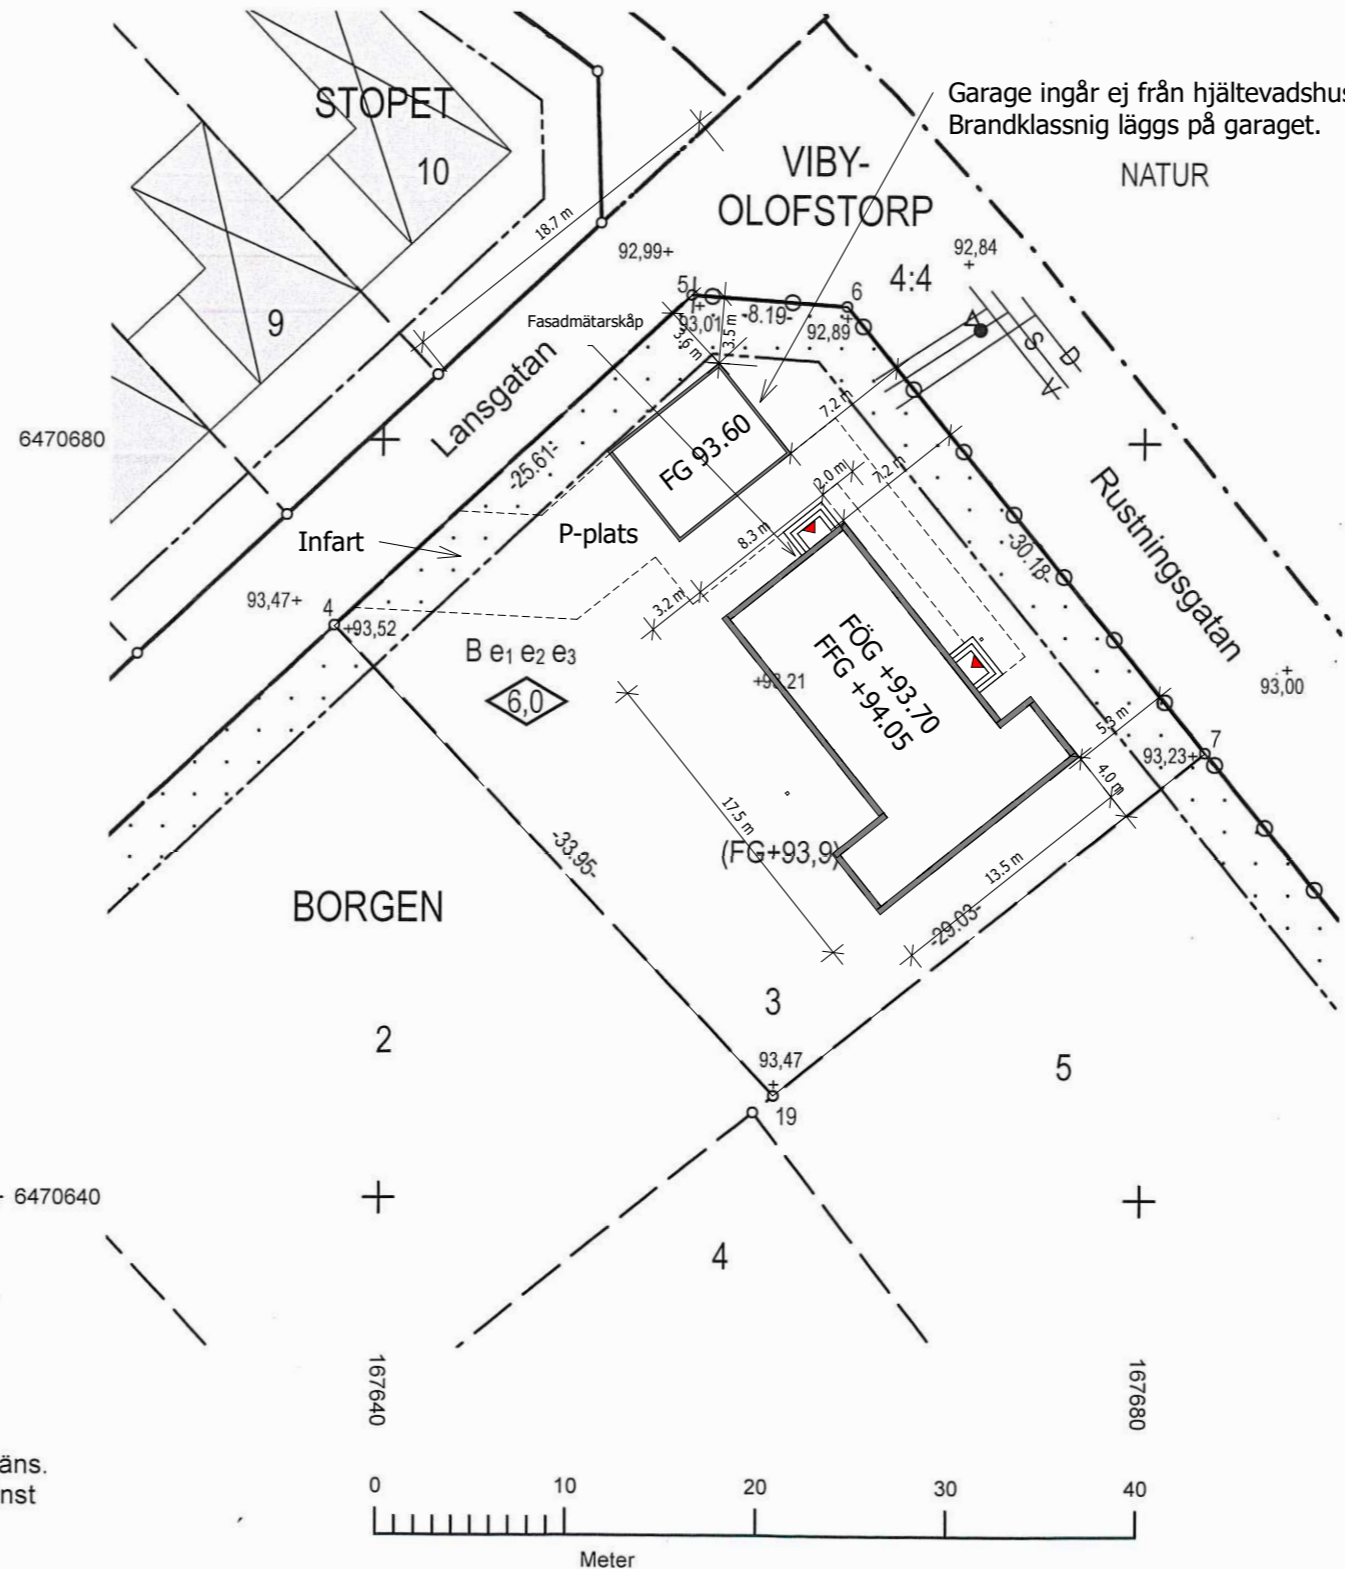 Garage ingår ej från hjältevadshus
Brandklassnig läggs på garaget.
STOPET
10
9
VIBY-
OLOFSTORP
4:4
NATUR
18.7 m
92,99+
92,84
+
5
6
93,01
-8.19-
92,89
3.5 m
3.6 m
Fasadmätarskåp
Lansgatan
Rustningsgatan
D
S
V
6470680
-25.61-
FG 93.60
7.2 m
7.2 m
2.0 m
8.3 m
3.2 m
Infart
P-plats
-30.18-
93,47+
4
+93,52
B e1 e2 e3
6,0
FÖG +93.70
FFG +94.05
+93,21
93,00
5.3 m
7
93,23+
4.0 m
17.5 m
(FG+93,9)
13.5 m
-29.03-
-33.95-
BORGEN
2
3
5
93,47
19
6470640
4
167640
167680
äns.
nst
0 10 20 30 40
Meter